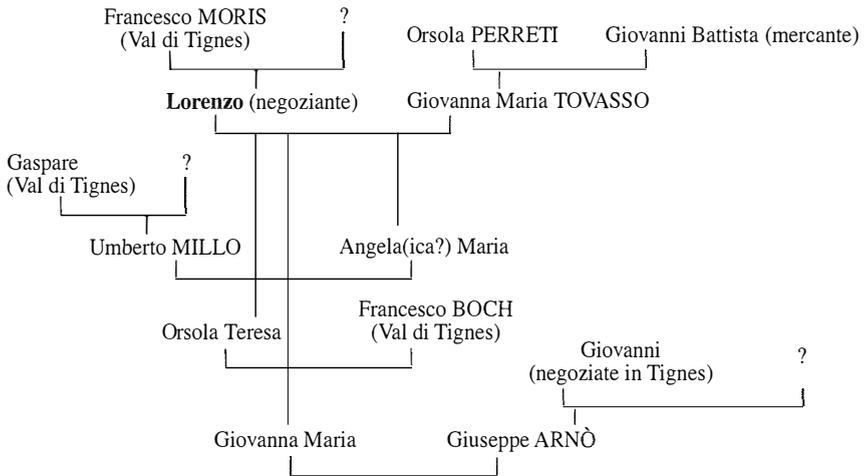 Francesco MORIS ?
(Val di Tignes) Orsola PERRETI Giovanni Battista (mercante)
Lorenzo (negoziante) Giovanna Maria TOVASSO
Gaspare ?
(Val di Tignes)
Umberto MILLO Angela(ica?) Maria
Francesco BOCH
Orsola Teresa (Val di Tignes)
Giovanni ?
(negoziate in Tignes)
Giovanna Maria Giuseppe ARNÒ